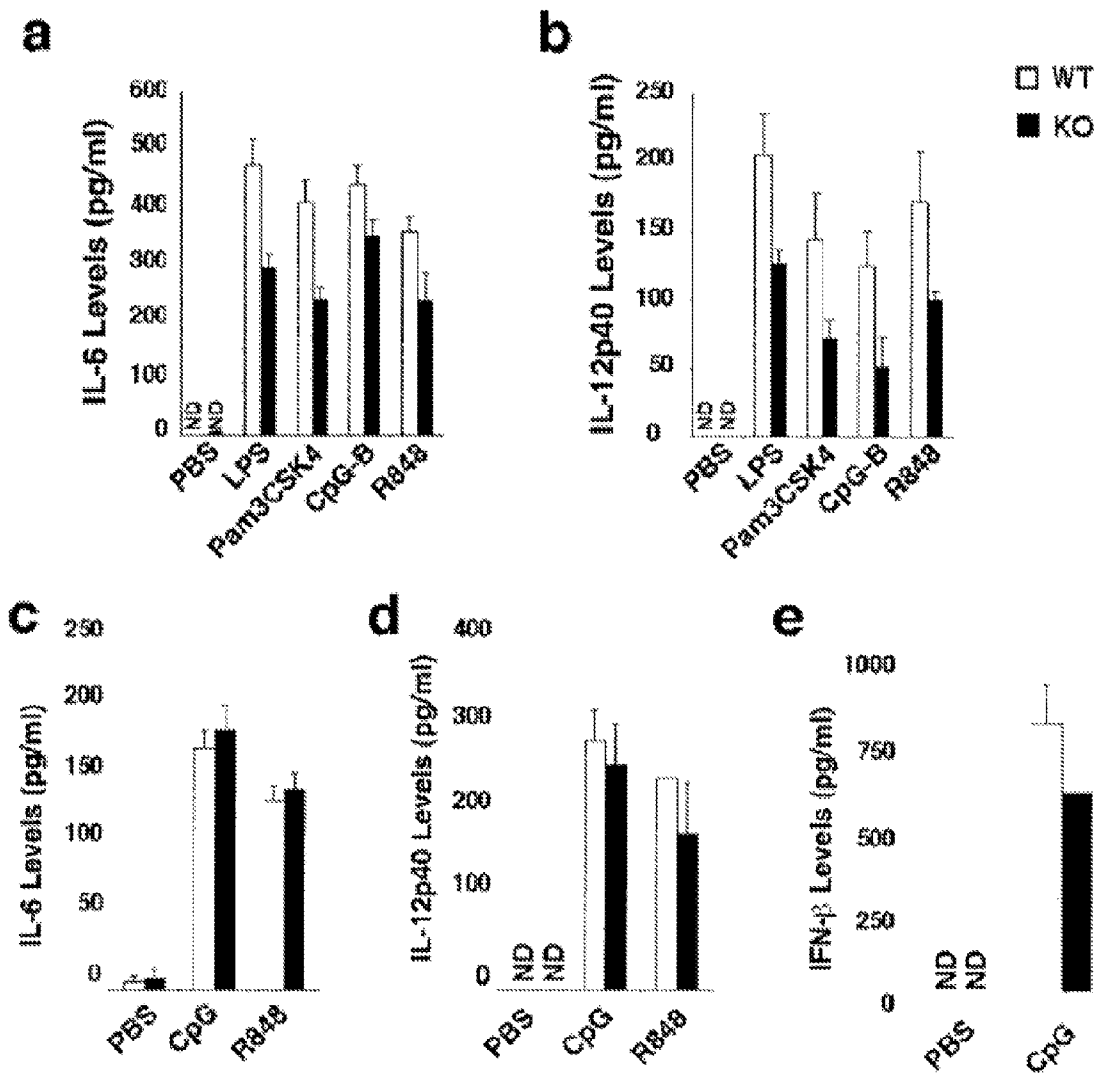 a
IL-6 Levels (pg/ml)
600
500
400
300
200
100
0
ND
ND
PBS
LPS
Pam3CSK4
CpG-B
R848
b
IL-12p40 Levels (pg/ml)
250
200
150
100
50
0
ND
ND
PBS
LPS
Pam3CSK4
CpG-B
R848
WT
KO
c
IL-6 Levels (pg/ml)
250
200
150
100
50
0
PBS
CpG
R848
d
IL-12p40 Levels (pg/ml)
400
300
200
100
0
ND
ND
PBS
CpG
R848
e
IFN-β Levels (pg/ml)
1000
750
500
250
0
ND
ND
PBS
CpG